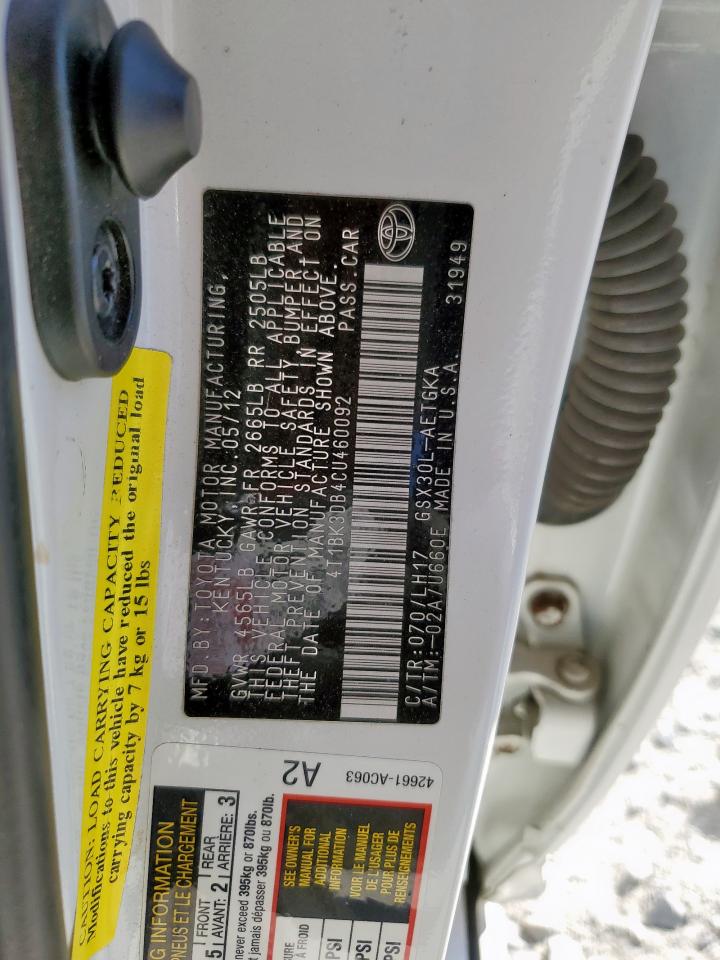 CAUTION: LOAD CARRYING CAPACITY REDUCED
Modifications to this vehicle have reduced the original load
carrying capacity by 7 kg or 15 lbs
MFD.BY:TOYOTA MOTOR MANUFACTURING,
KENTUCKY, INC. 05/12
GVWR 4565LB GAWR FR 2665LB RR 2505LB
THIS VEHICLE CONFORMS TO ALL APPLICABLE
FEDERAL MOTOR VEHICLE SAFETY, BUMPER, AND
THEFT PREVENTION STANDARDS IN EFFECT ON
THE DATE OF MANUFACTURE SHOWN ABOVE.
4T1BK3DB4CU460092 PASS.CAR
C/TR:070/LH17 GSX30L-AETGKA
A/TM:-02A/U660E MADE IN U.S.A. 31949
NG INFORMATION
PNEUS ET LE CHARGEMENT
5 FRONT 2 REAR 3
AVANT: ARRIERE:
never exceed 395kg or 870lbs.
t jamais dépasser 395kg ou 870lb.
A2
42661-AC063
SEE OWNER'S
MANUAL FOR
ADDITIONAL
INFORMATION
VOIR LE MANUEL
DE L'USAGER
POUR PLUS DE
RENSEIGNEMENTS
À FROID
PSI
PSI
PSI